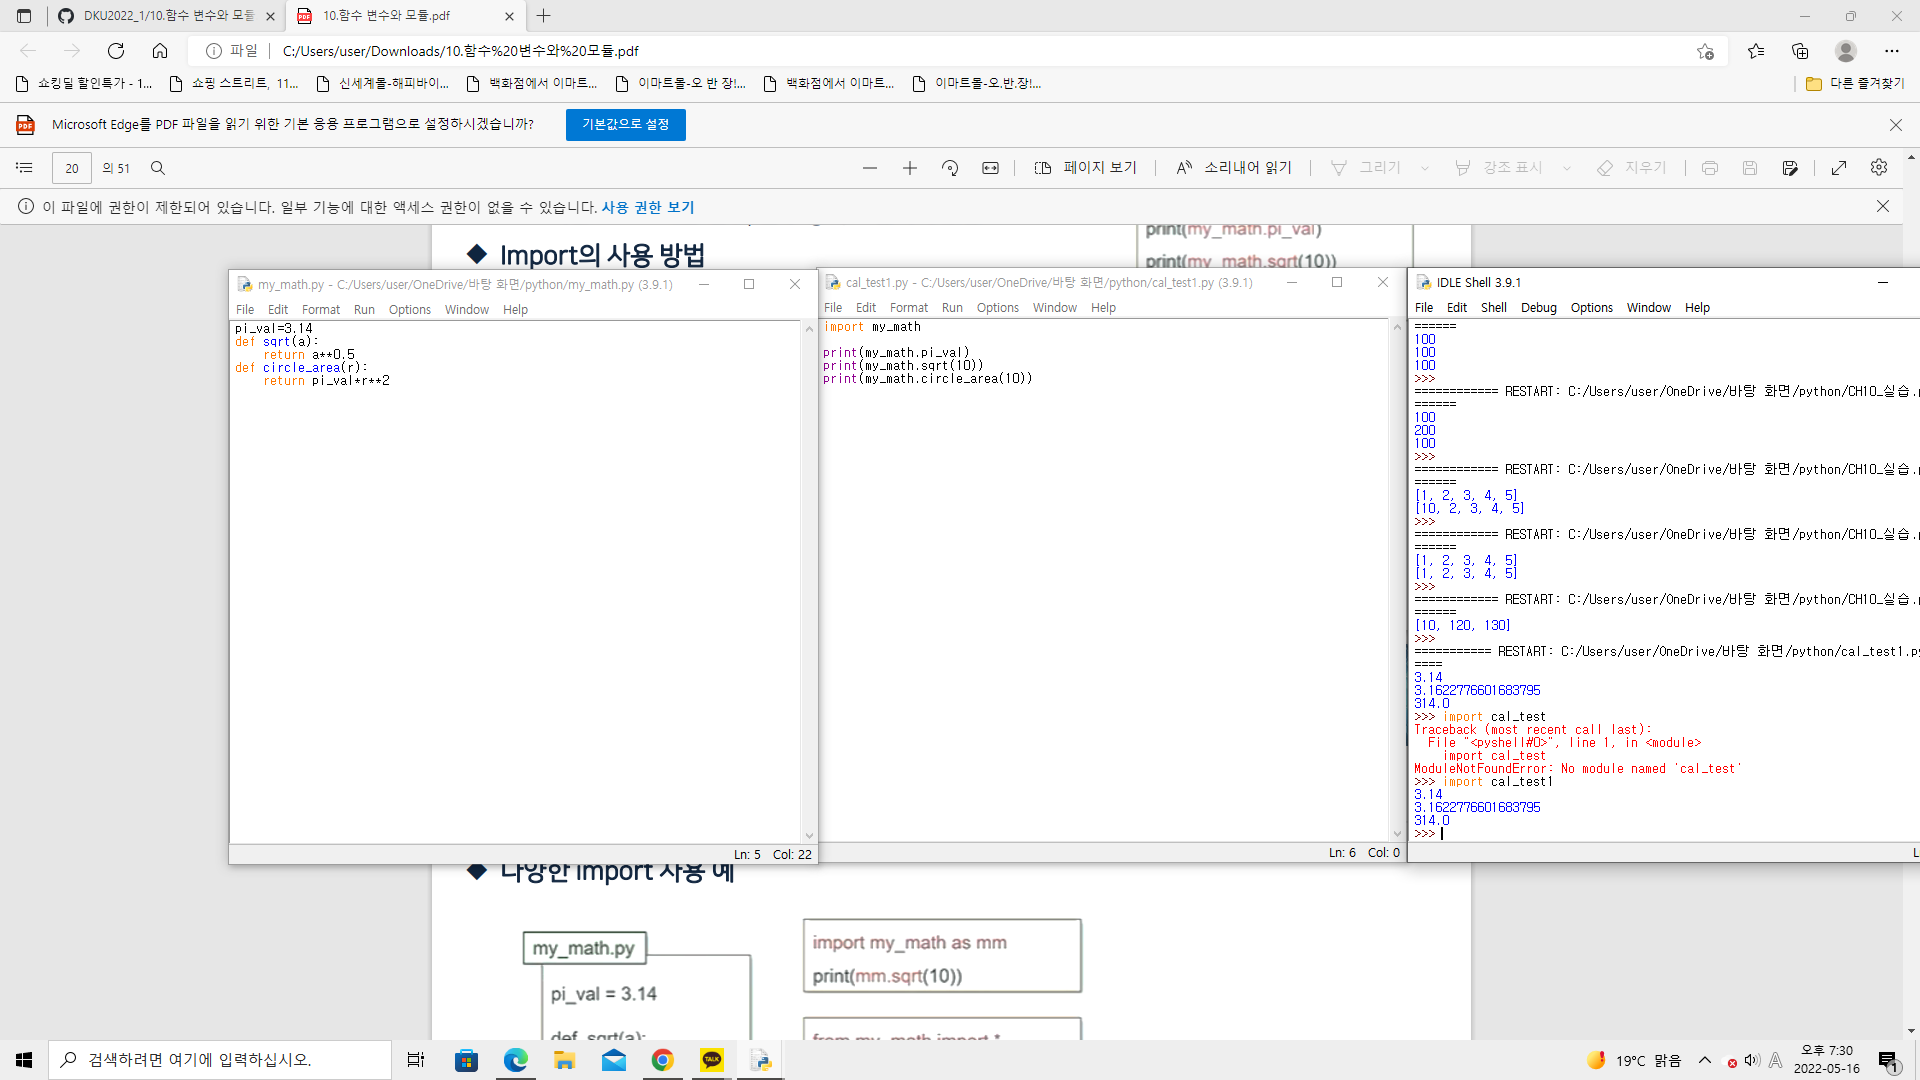 DKU2022_1/10.함수 변수와 모듈
10.함수 변수와 모듈.pdf
파일
C:/Users/user/Downloads/10.함수%20변수와%20모듈.pdf
쇼킹딜 할인특가 - 1...
쇼핑 스트리트, 11...
신세계몰-해피바이...
백화점에서 이마트...
이마트몰-오 반 장!...
백화점에서 이마트...
이마트몰-오.반.장!...
다른 즐겨찾기
Microsoft Edge를 PDF 파일을 읽기 위한 기본 응용 프로그램으로 설정하시겠습니까?
기본값으로 설정
20 의 51
페이지 보기
소리내어 읽기
그리기
강조 표시
지우기
이 파일에 권한이 제한되어 있습니다. 일부 기능에 대한 액세스 권한이 없을 수 있습니다. 사용 권한 보기
Import의 사용 방법
print(my_math.pi_val)
print(my_math.sqrt(10))
my_math.py - C:/Users/user/OneDrive/바탕 화면/python/my_math.py (3.9.1)
File Edit Format Run Options Window Help
pi_val=3.14
def sqrt(a):
    return a**0.5
def circle_area(r):
    return pi_val*r**2
Ln: 5 Col: 22
cal_test1.py - C:/Users/user/OneDrive/바탕 화면/python/cal_test1.py (3.9.1)
File Edit Format Run Options Window Help
import my_math
print(my_math.pi_val)
print(my_math.sqrt(10))
print(my_math.circle_area(10))
Ln: 6 Col: 0
IDLE Shell 3.9.1
File Edit Shell Debug Options Window Help
======
100
100
100
>>>
============ RESTART: C:/Users/user/OneDrive/바탕 화면/python/CH10_실습.p
======
100
200
100
>>>
============ RESTART: C:/Users/user/OneDrive/바탕 화면/python/CH10_실습.p
======
[1, 2, 3, 4, 5]
[10, 2, 3, 4, 5]
>>>
============ RESTART: C:/Users/user/OneDrive/바탕 화면/python/CH10_실습.p
======
[1, 2, 3, 4, 5]
[1, 2, 3, 4, 5]
>>>
============ RESTART: C:/Users/user/OneDrive/바탕 화면/python/CH10_실습.p
======
[10, 120, 130]
>>>
=========== RESTART: C:/Users/user/OneDrive/바탕 화면/python/cal_test1.py
====
3.14
3.1622776601683795
314.0
>>> import cal_test
Traceback (most recent call last):
  File "<pyshell#0>", line 1, in <module>
    import cal_test
ModuleNotFoundError: No module named 'cal_test'
>>> import cal_test1
3.14
3.1622776601683795
314.0
>>>
L
다양한 import 사용 예
my_math.py
pi_val = 3.14
def sqrt(a):
import my_math as mm
print(mm.sqrt(10))
from my_math import *
검색하려면 여기에 입력하십시오.
TALK
19°C 맑음
A
오후 7:30
2022-05-16
1